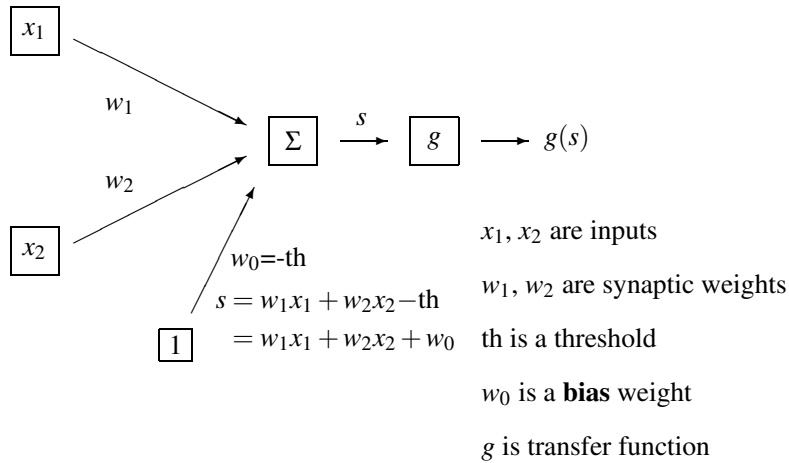 x₁
w₁
s
Σ
g
g(s)
w₂
x₂
w₀=-th
s = w₁x₁ + w₂x₂−th
= w₁x₁ + w₂x₂ + w₀
1
x₁, x₂ are inputs
w₁, w₂ are synaptic weights
th is a threshold
w₀ is a bias weight
g is transfer function